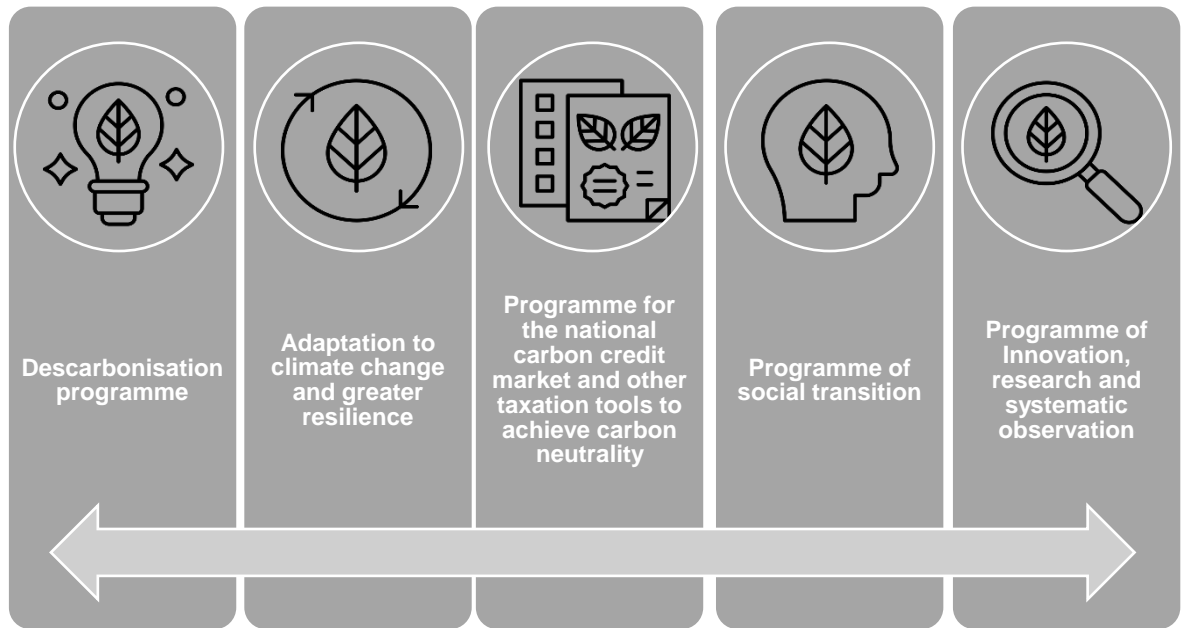 Descarbonisation
programme
Adaptation to
climate change
and greater
resilience
Programme for
the national
carbon credit
market and other
taxation tools to
achieve carbon
neutrality
Programme of
social transition
Programme of
Innovation,
research and
systematic
observation